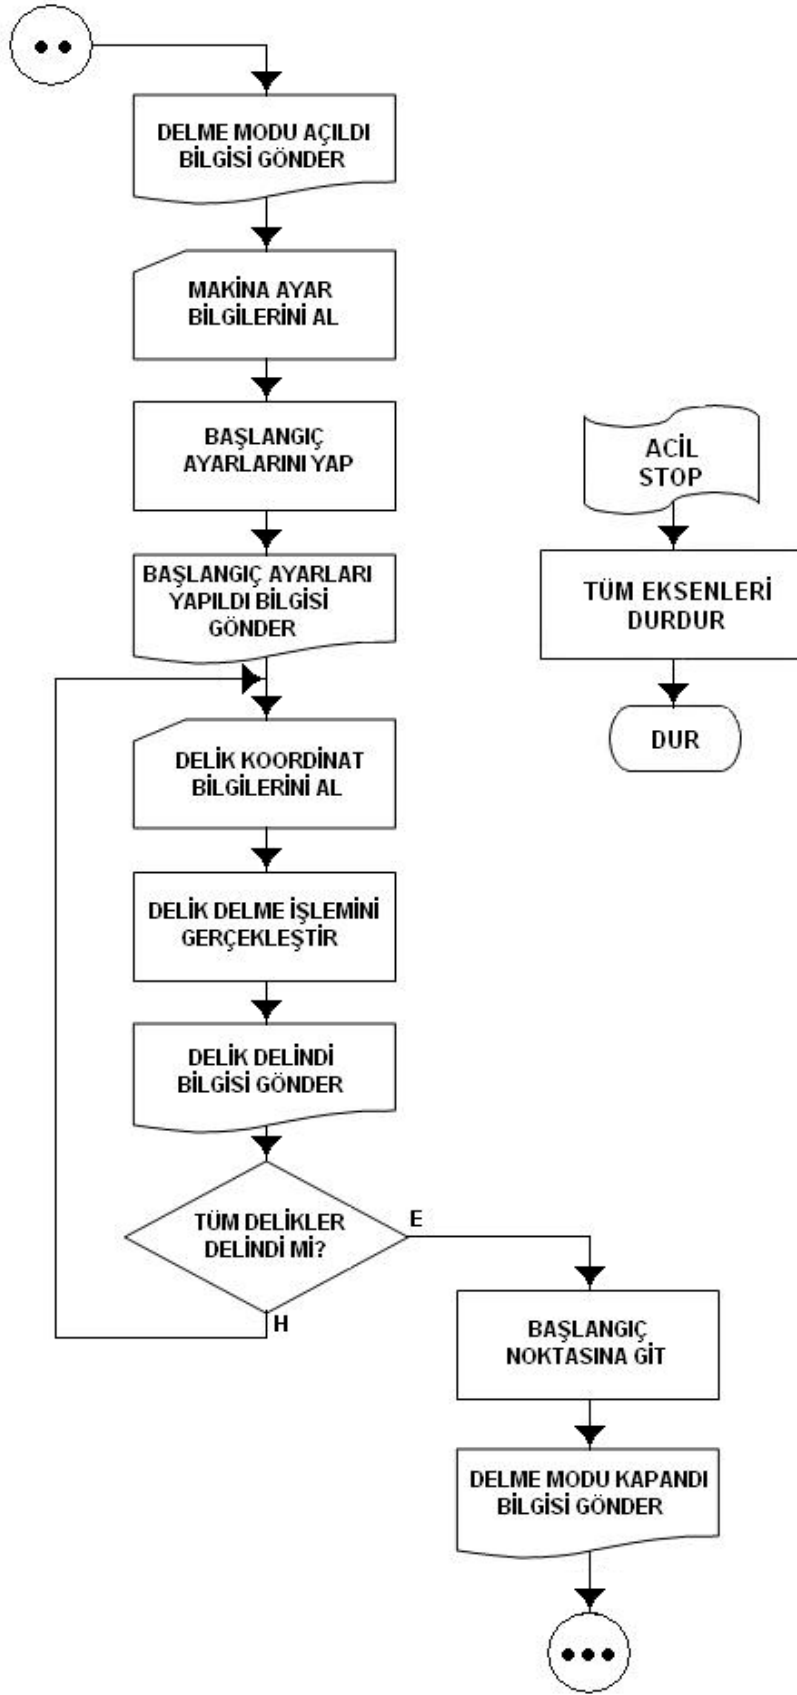 DELME MODU AÇILDI
BİLGİSİ GÖNDER
MAKİNA AYAR
BİLGİLERİNİ AL
BAŞLANGIÇ
AYARLARINI YAP
BAŞLANGIÇ AYARLARI
YAPILDI BİLGİSİ
GÖNDER
DELİK KOORDİNAT
BİLGİLERİNİ AL
DELİK DELME İŞLEMİNİ
GERÇEKLEŞTİR
DELİK DELİNDİ
BİLGİSİ GÖNDER
TÜM DELİKLER
DELİNDİ Mİ?
E
H
BAŞLANGIÇ
NOKTASINA GİT
DELME MODU KAPANDI
BİLGİSİ GÖNDER
ACİL
STOP
TÜM EKSENLERİ
DURDUR
DUR